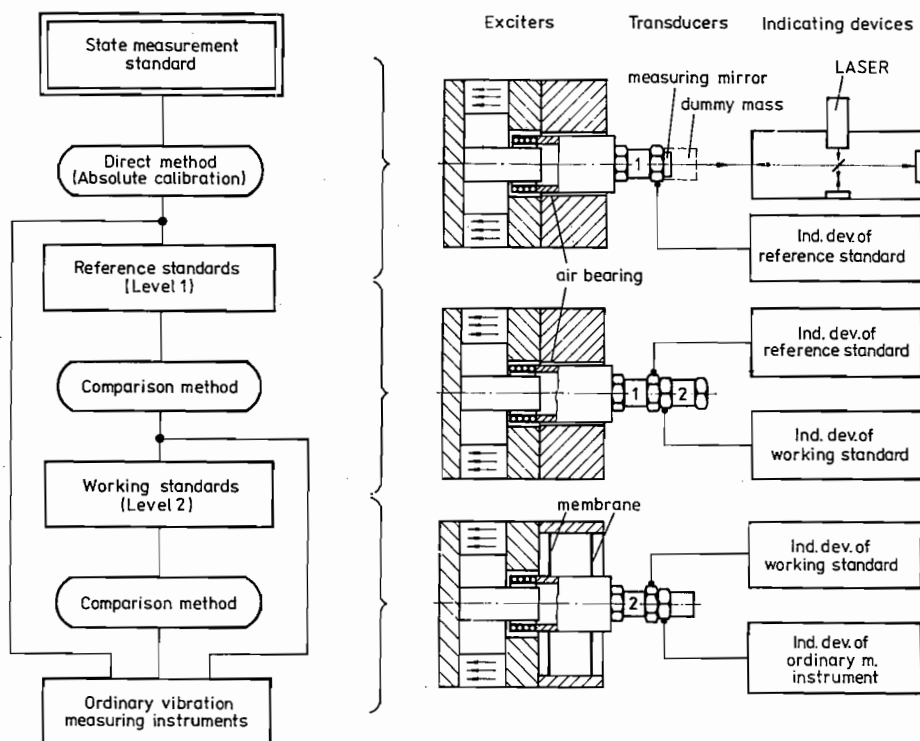 State measurement
standard
Direct method
(Absolute calibration)
Reference standards
(Level 1)
Comparison method
Working standards
(Level 2)
Comparison method
Ordinary vibration
measuring instruments
Exciters
Transducers
Indicating devices
measuring mirror
dummy mass
LASER
1
Ind. dev. of
reference standard
air bearing
1
2
Ind. dev. of
reference standard
Ind. dev. of
working standard
membrane
2
Ind. dev. of
working standard
Ind. dev. of
ordinary m.
instrument